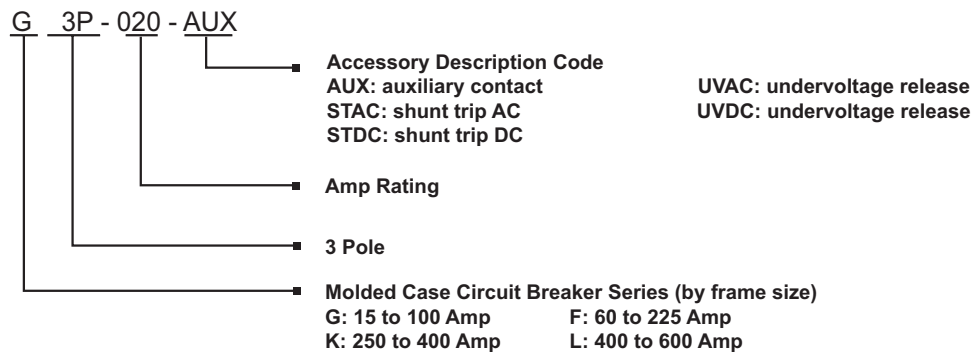 G 3P - 020 - AUX
Accessory Description Code
AUX: auxiliary contact UVAC: undervoltage release
STAC: shunt trip AC UVDC: undervoltage release
STDC: shunt trip DC
Amp Rating
3 Pole
Molded Case Circuit Breaker Series (by frame size)
G: 15 to 100 Amp F: 60 to 225 Amp
K: 250 to 400 Amp L: 400 to 600 Amp